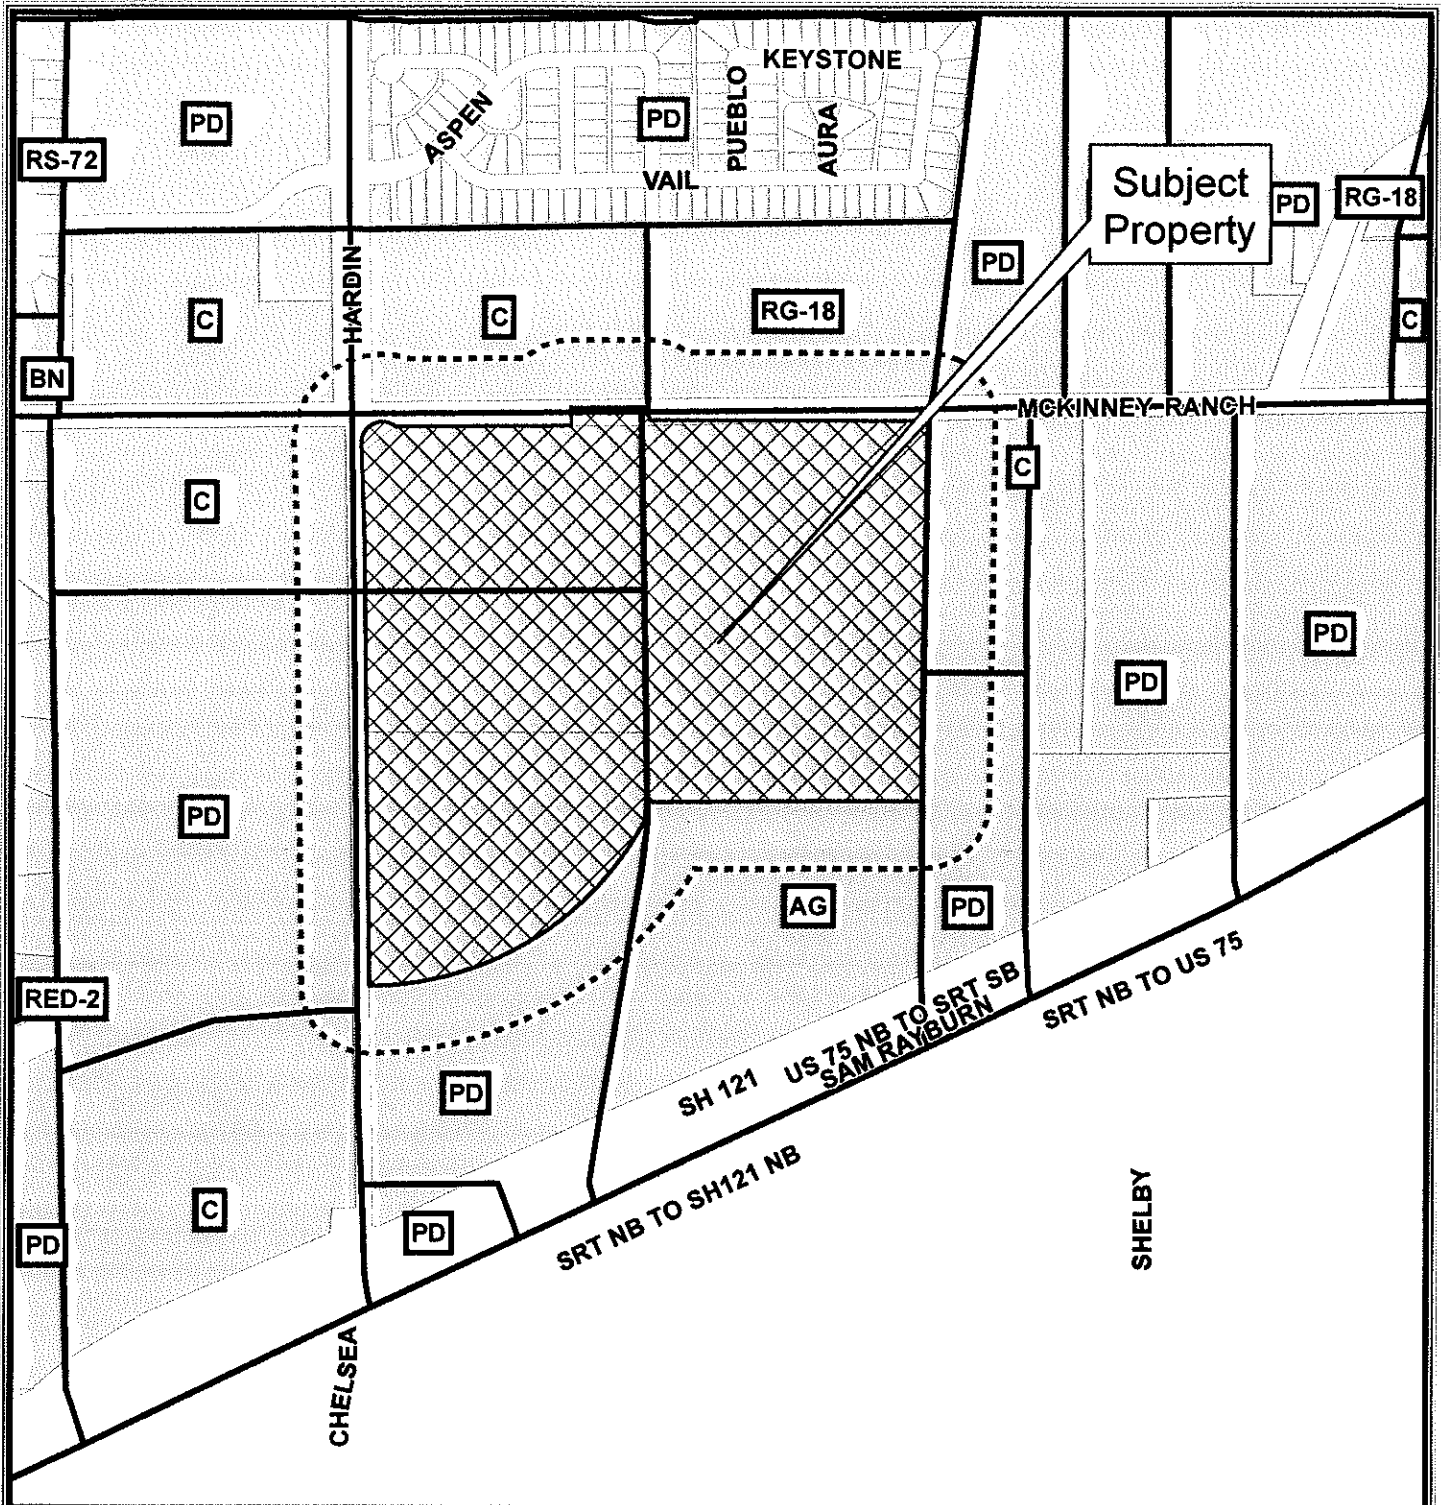 KEYSTONE
PD
ASPEN
PD
PUEBLO
AURA
RS-72
VAIL
Subject
Property
PD
RG-18
HARDIN
PD
C
C
RG-18
C
BN
MCKINNEY RANCH
C
C
PD
PD
PD
AG
PD
RED-2
US 75 NB TO SRT SB
SAM RAYBURN
SRT NB TO US 75
SH 121
PD
C
PD
PD
SRT NB TO SH121 NB
SHELBY
CHELSEA